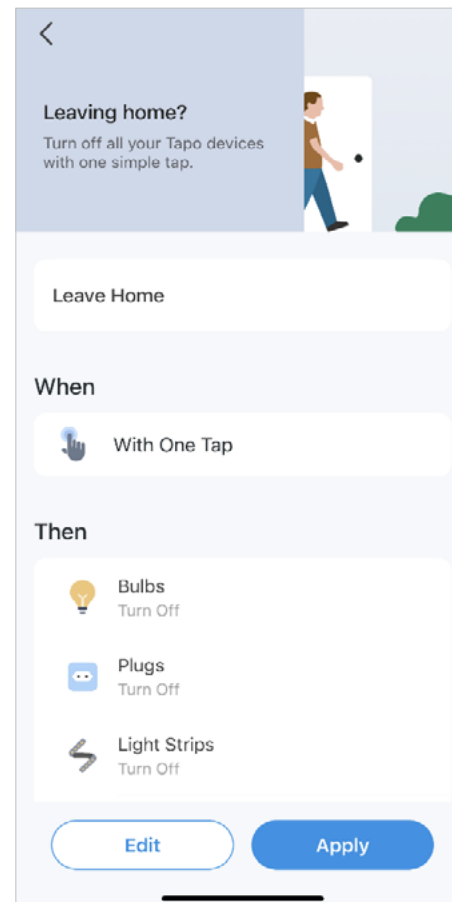 Leaving home?
Turn off all your Tapo devices
with one simple tap.
Leave Home
When
With One Tap
Then
Bulbs
Turn Off
Plugs
Turn Off
Light Strips
Turn Off
Edit
Apply